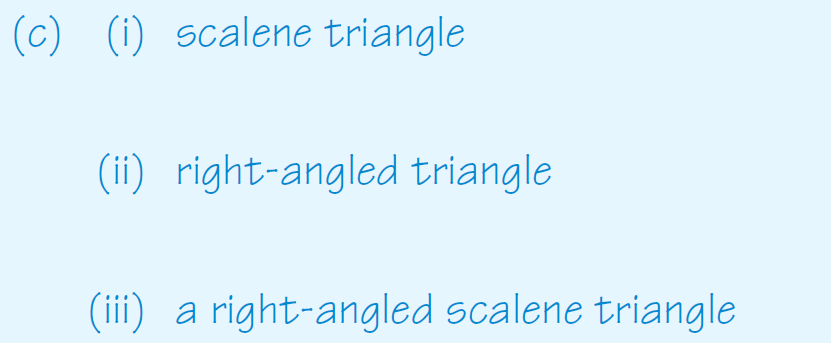 (c) (i) scalene triangle
(ii) right-angled triangle
(iii) a right-angled scalene triangle